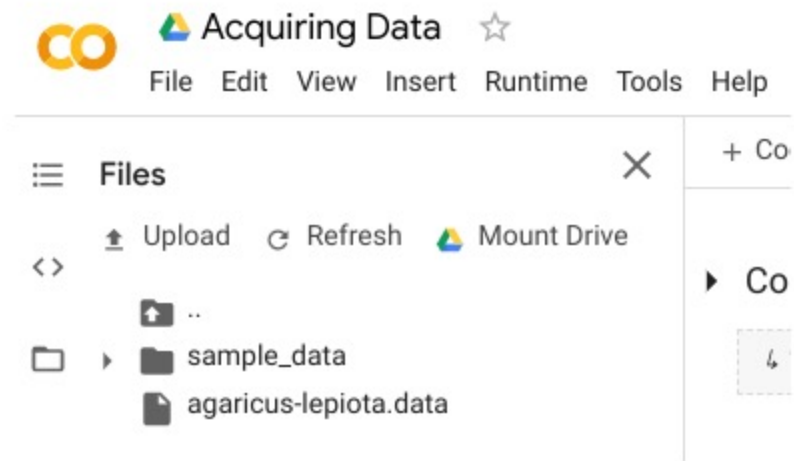 Acquiring Data
File Edit View Insert Runtime Tools Help
+ Co
Files
Upload Refresh Mount Drive
Co
..
sample_data
agaricus-lepiota.data